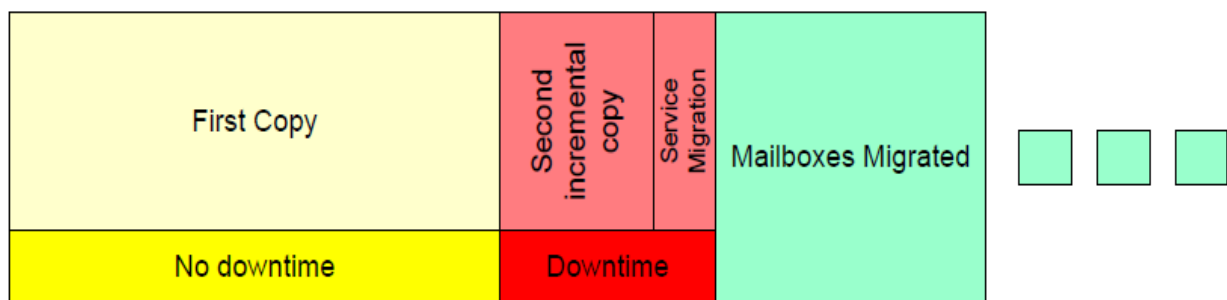 First Copy
Second
incremental
copy
Service
Migration
Mailboxes Migrated
No downtime
Downtime